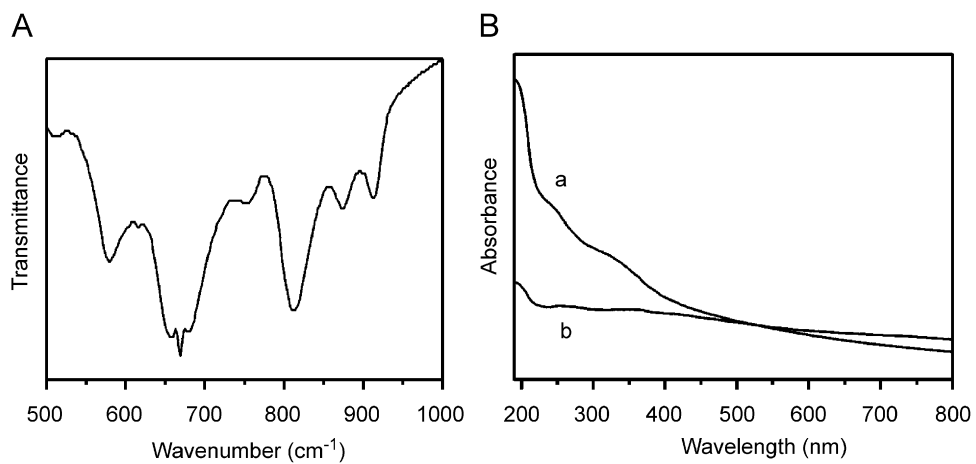 A
B
Transmittance
500 600 700 800 900 1000
Wavenumber (cm⁻¹)
Absorbance
a
b
200 300 400 500 600 700 800
Wavelength (nm)